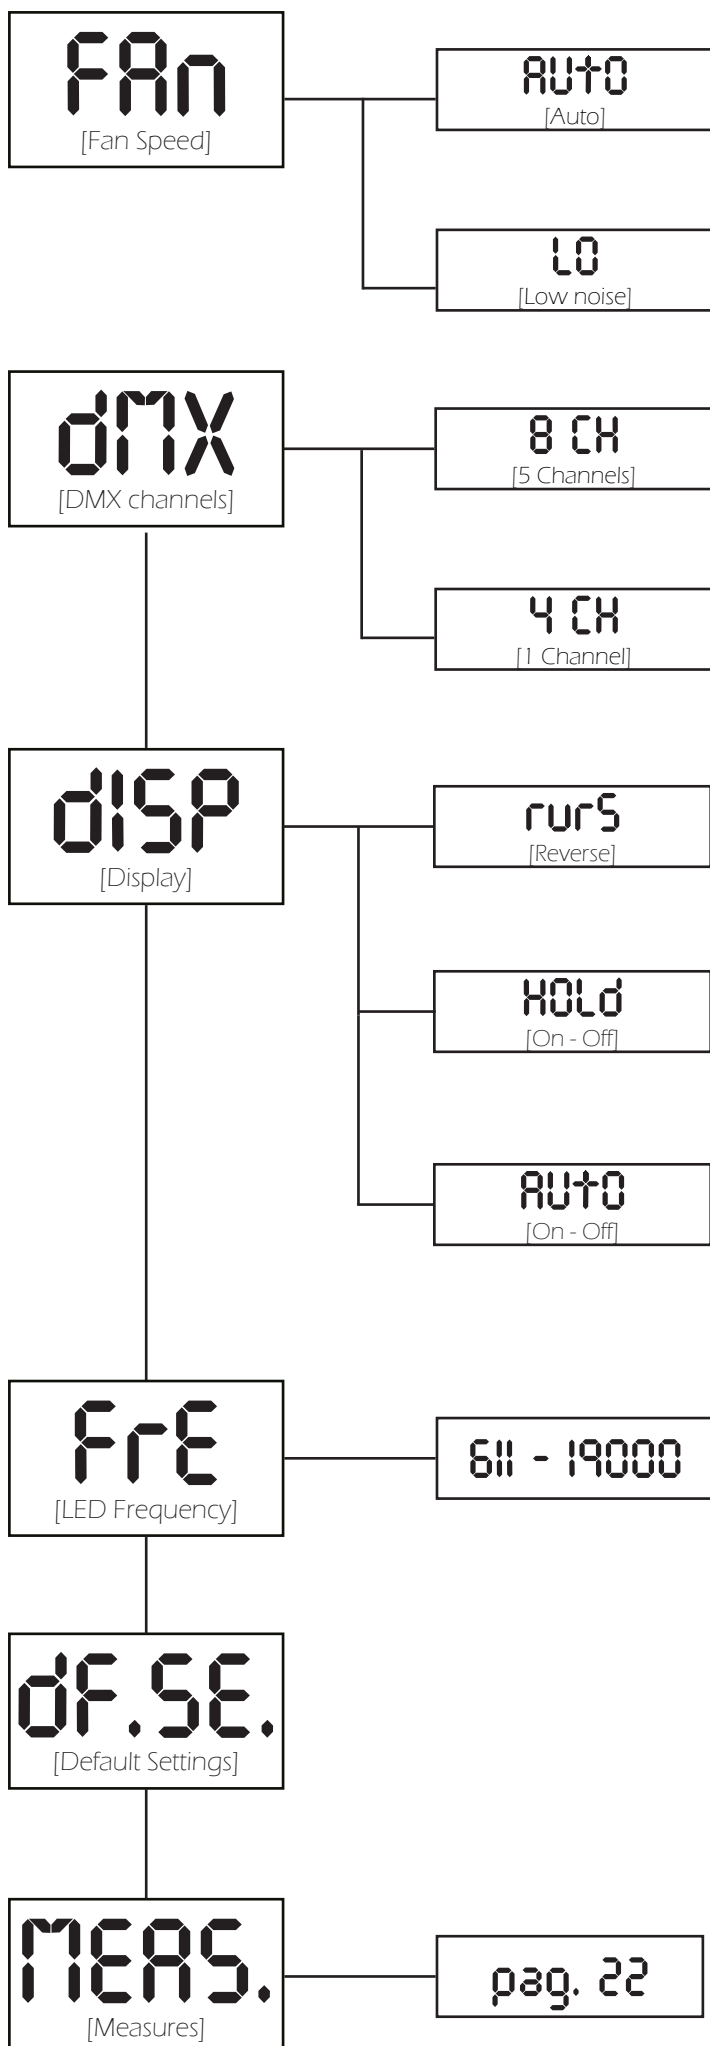 FAn
[Fan Speed]
AUtO
[Auto]
LO
[Low noise]
dMX
[DMX channels]
8 CH
[5 Channels]
4 CH
[1 Channel]
dISP
[Display]
rurS
[Reverse]
HOLd
[On - Off]
AUtO
[On - Off]
FrE
[LED Frequency]
611 - 19000
dF.SE.
[Default Settings]
MEAS.
[Measures]
pag. 22